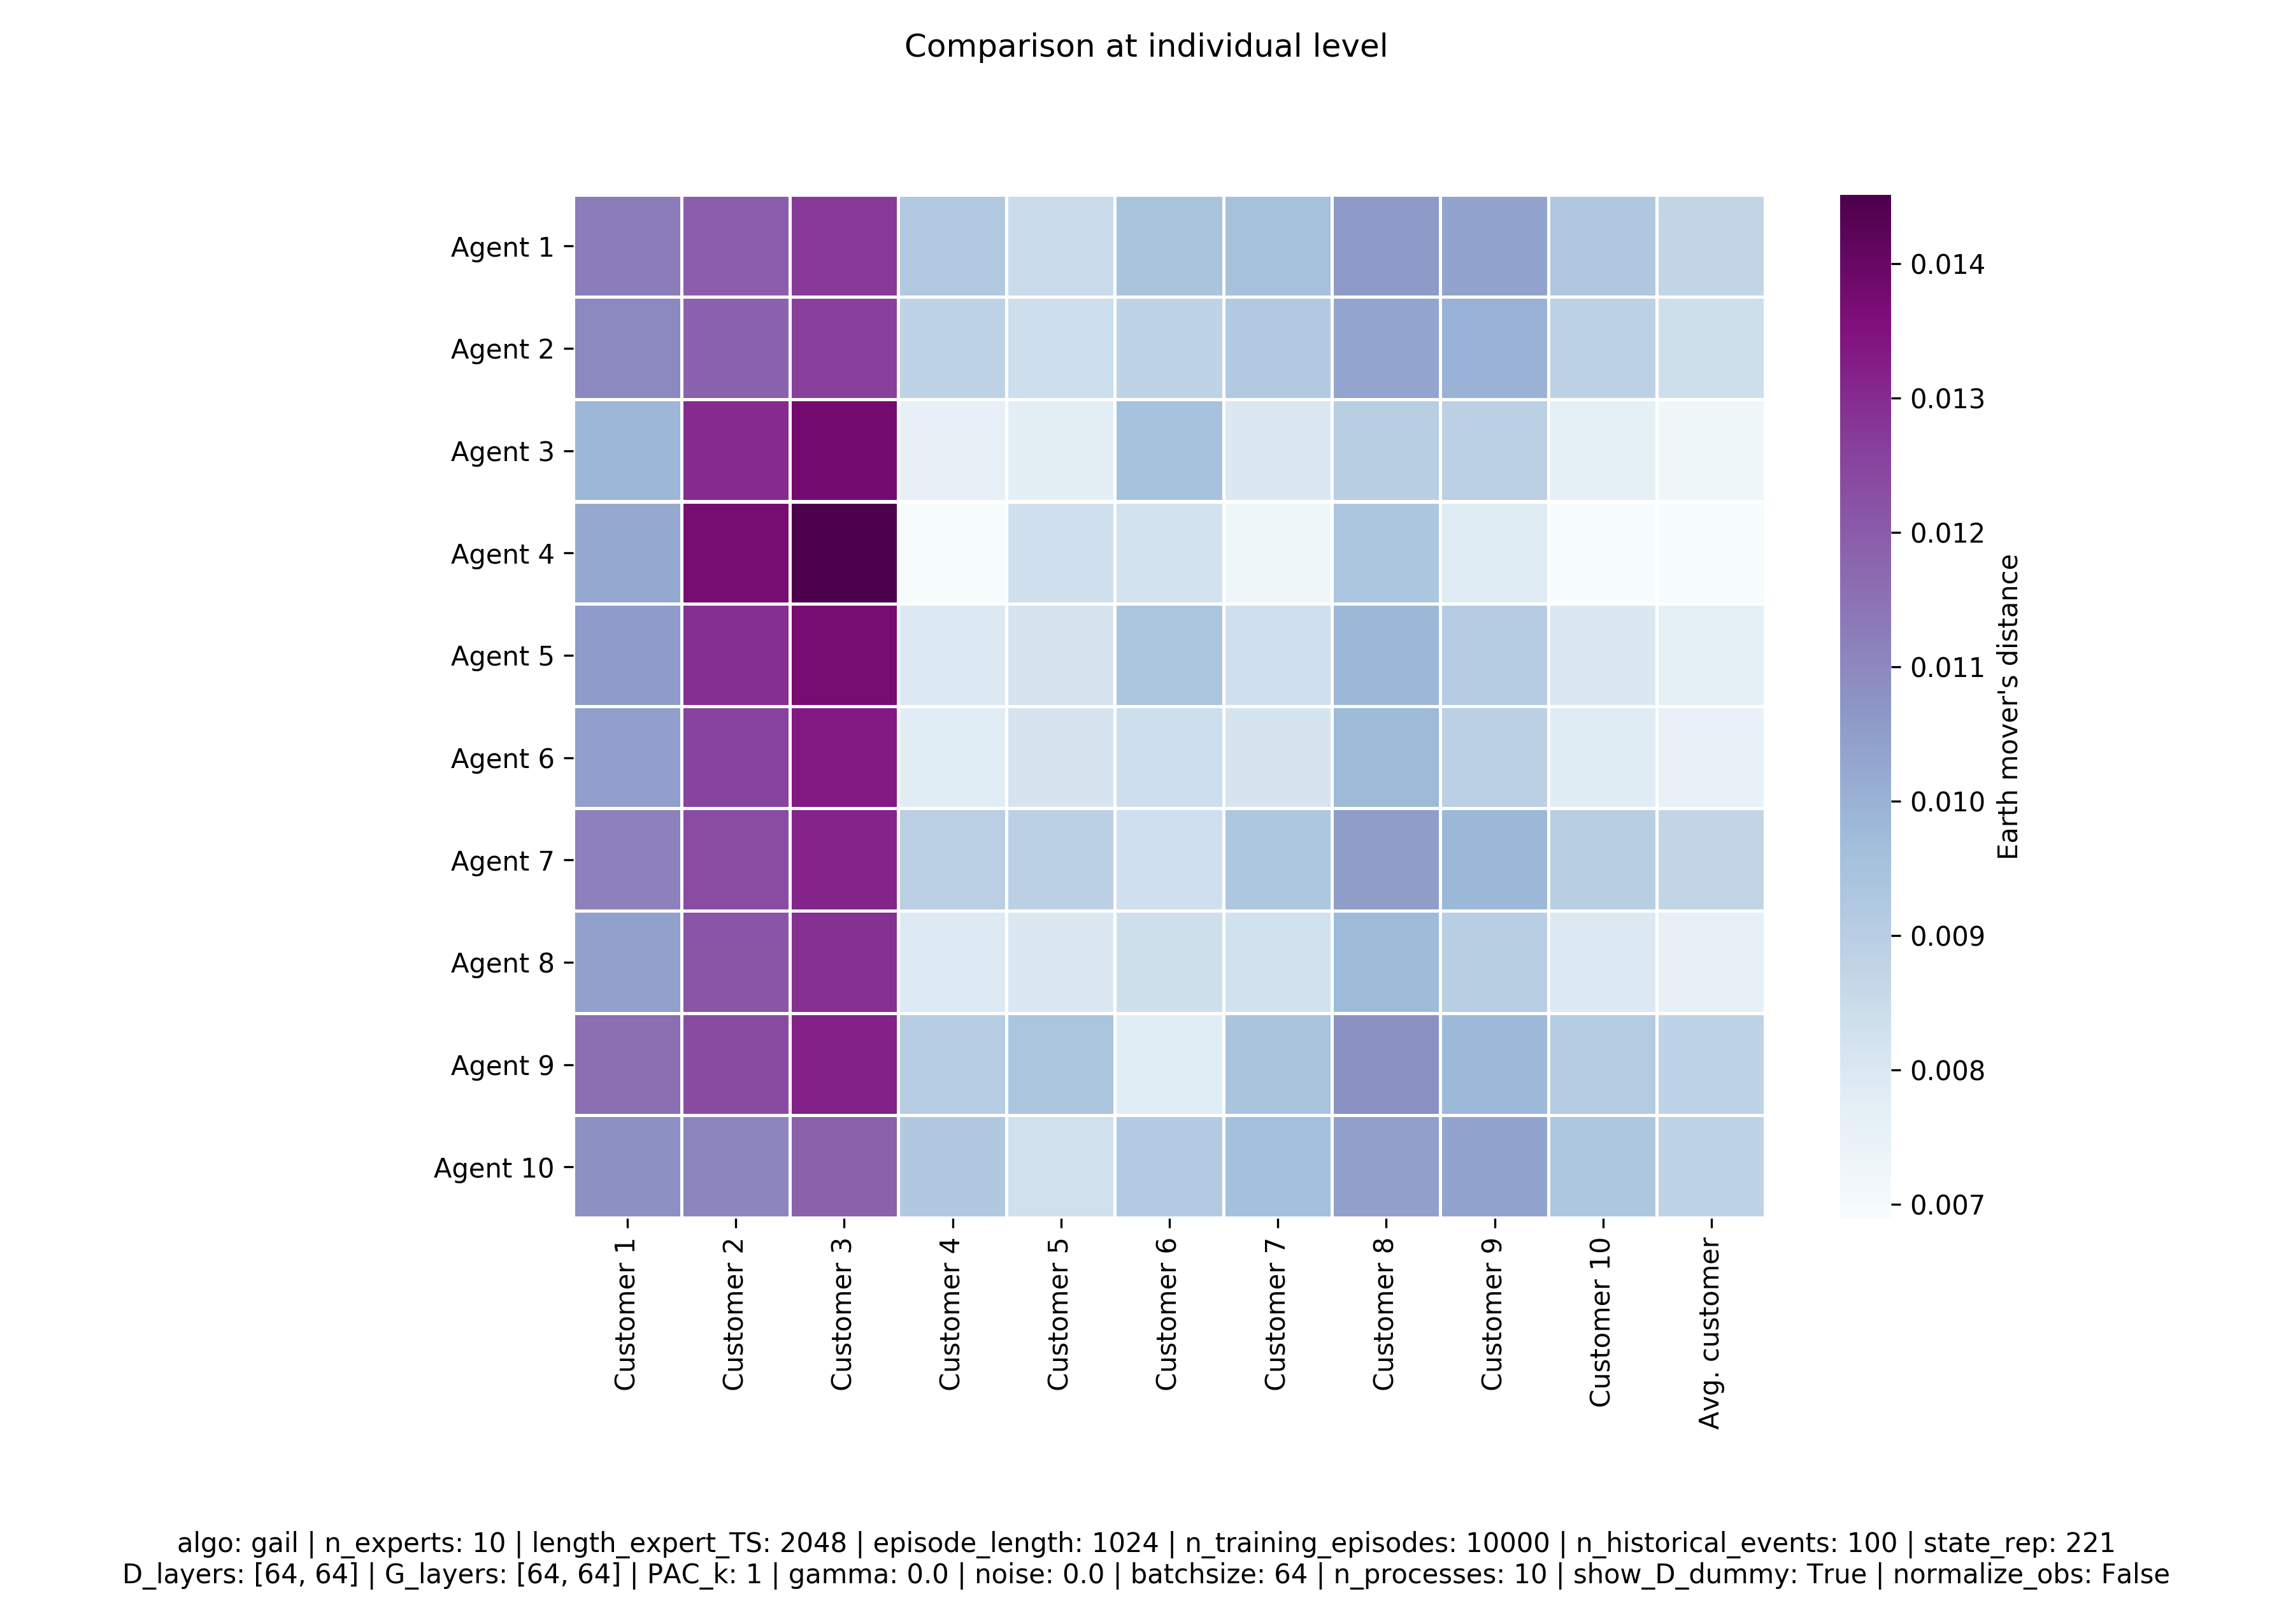 Comparison at individual level
Agent 1
Agent 2
Agent 3
Agent 4
Agent 5
Agent 6
Agent 7
Agent 8
Agent 9
Agent 10
Customer 1
Customer 2
Customer 3
Customer 4
Customer 5
Customer 6
Customer 7
Customer 8
Customer 9
Customer 10
Avg. customer
0.014
0.013
0.012
0.011
0.010
0.009
0.008
0.007
Earth mover's distance
algo: gail | n_experts: 10 | length_expert_TS: 2048 | episode_length: 1024 | n_training_episodes: 10000 | n_historical_events: 100 | state_rep: 221
D_layers: [64, 64] | G_layers: [64, 64] | PAC_k: 1 | gamma: 0.0 | noise: 0.0 | batchsize: 64 | n_processes: 10 | show_D_dummy: True | normalize_obs: False